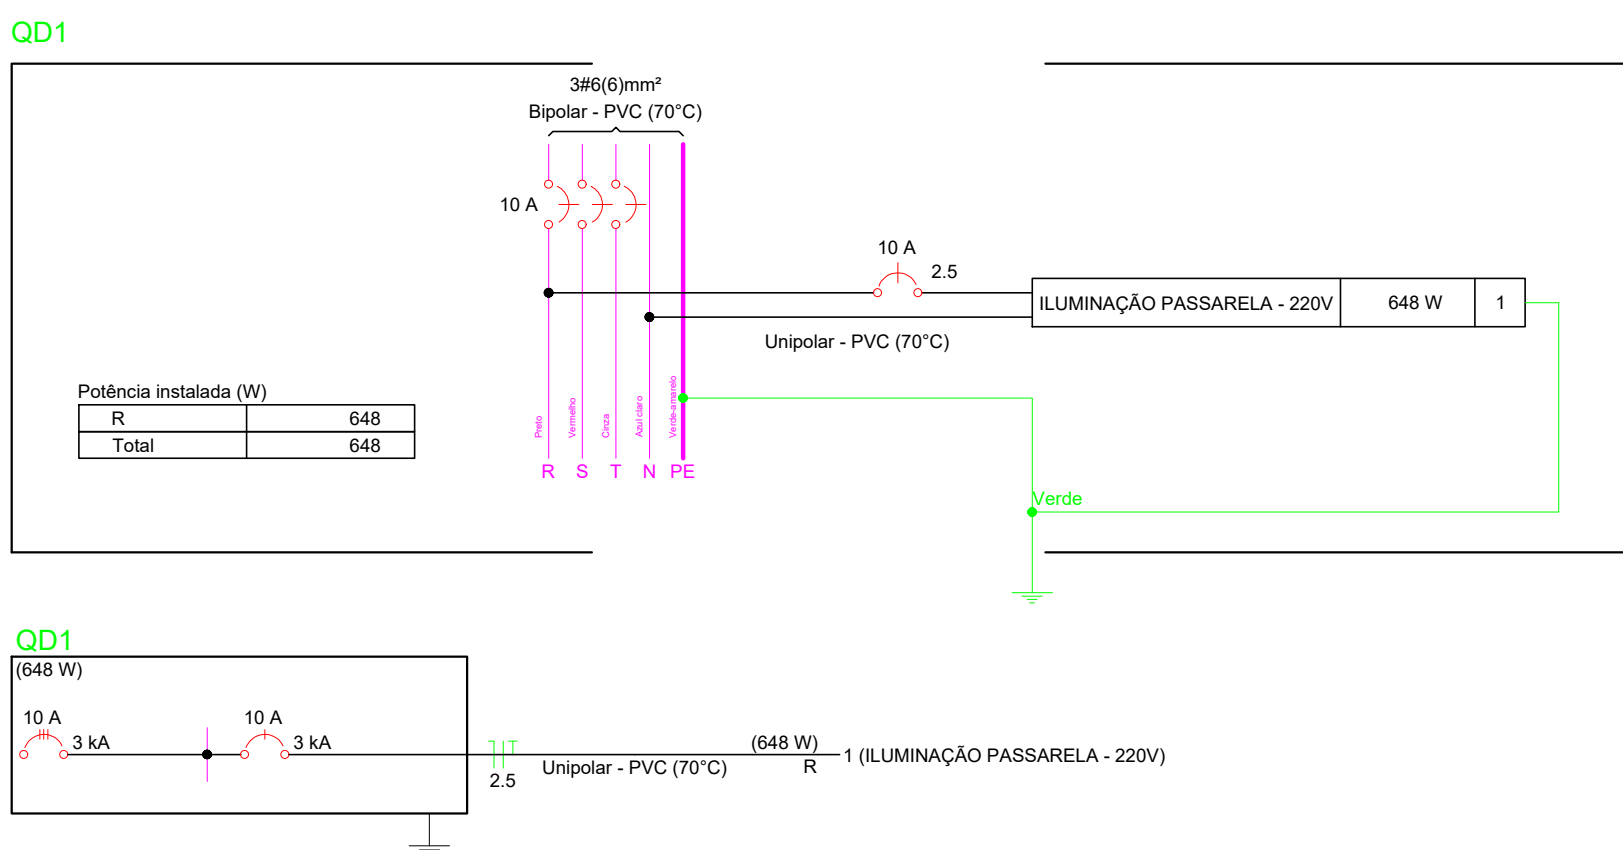 QD1
3#6(6)mm²
Bipolar - PVC (70°C)
10 A
10 A
2.5
ILUMINAÇÃO PASSARELA - 220V 648 W 1
Unipolar - PVC (70°C)
Potência instalada (W)
R 648
Total 648
Preto Vermelho Cinza Azul claro Verde-amarelo
R S T N PE
Verde
QD1
(648 W)
10 A 10 A
3 kA 3 kA
2.5
Unipolar - PVC (70°C)
(648 W)
R
1 (ILUMINAÇÃO PASSARELA - 220V)